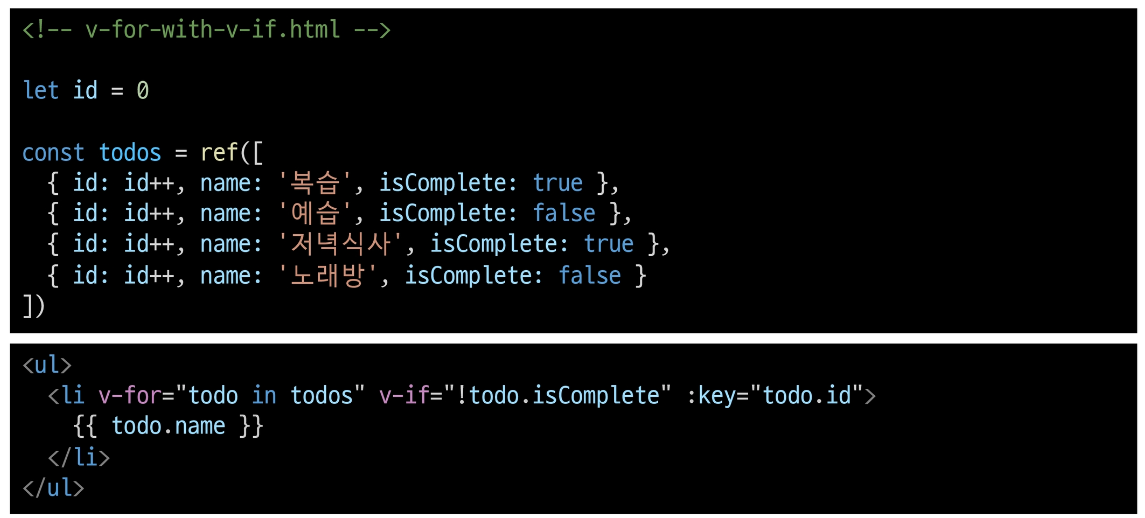 <!-- v-for-with-v-if.html -->
let id = 0
const todos = ref([
{ id: id++, name: '복습', isComplete: true },
{ id: id++, name: '예습', isComplete: false },
{ id: id++, name: '저녁식사', isComplete: true },
{ id: id++, name: '노래방', isComplete: false }
])
<ul>
<li v-for="todo in todos" v-if="!todo.isComplete" :key="todo.id">
{{ todo.name }}
</li>
</ul>